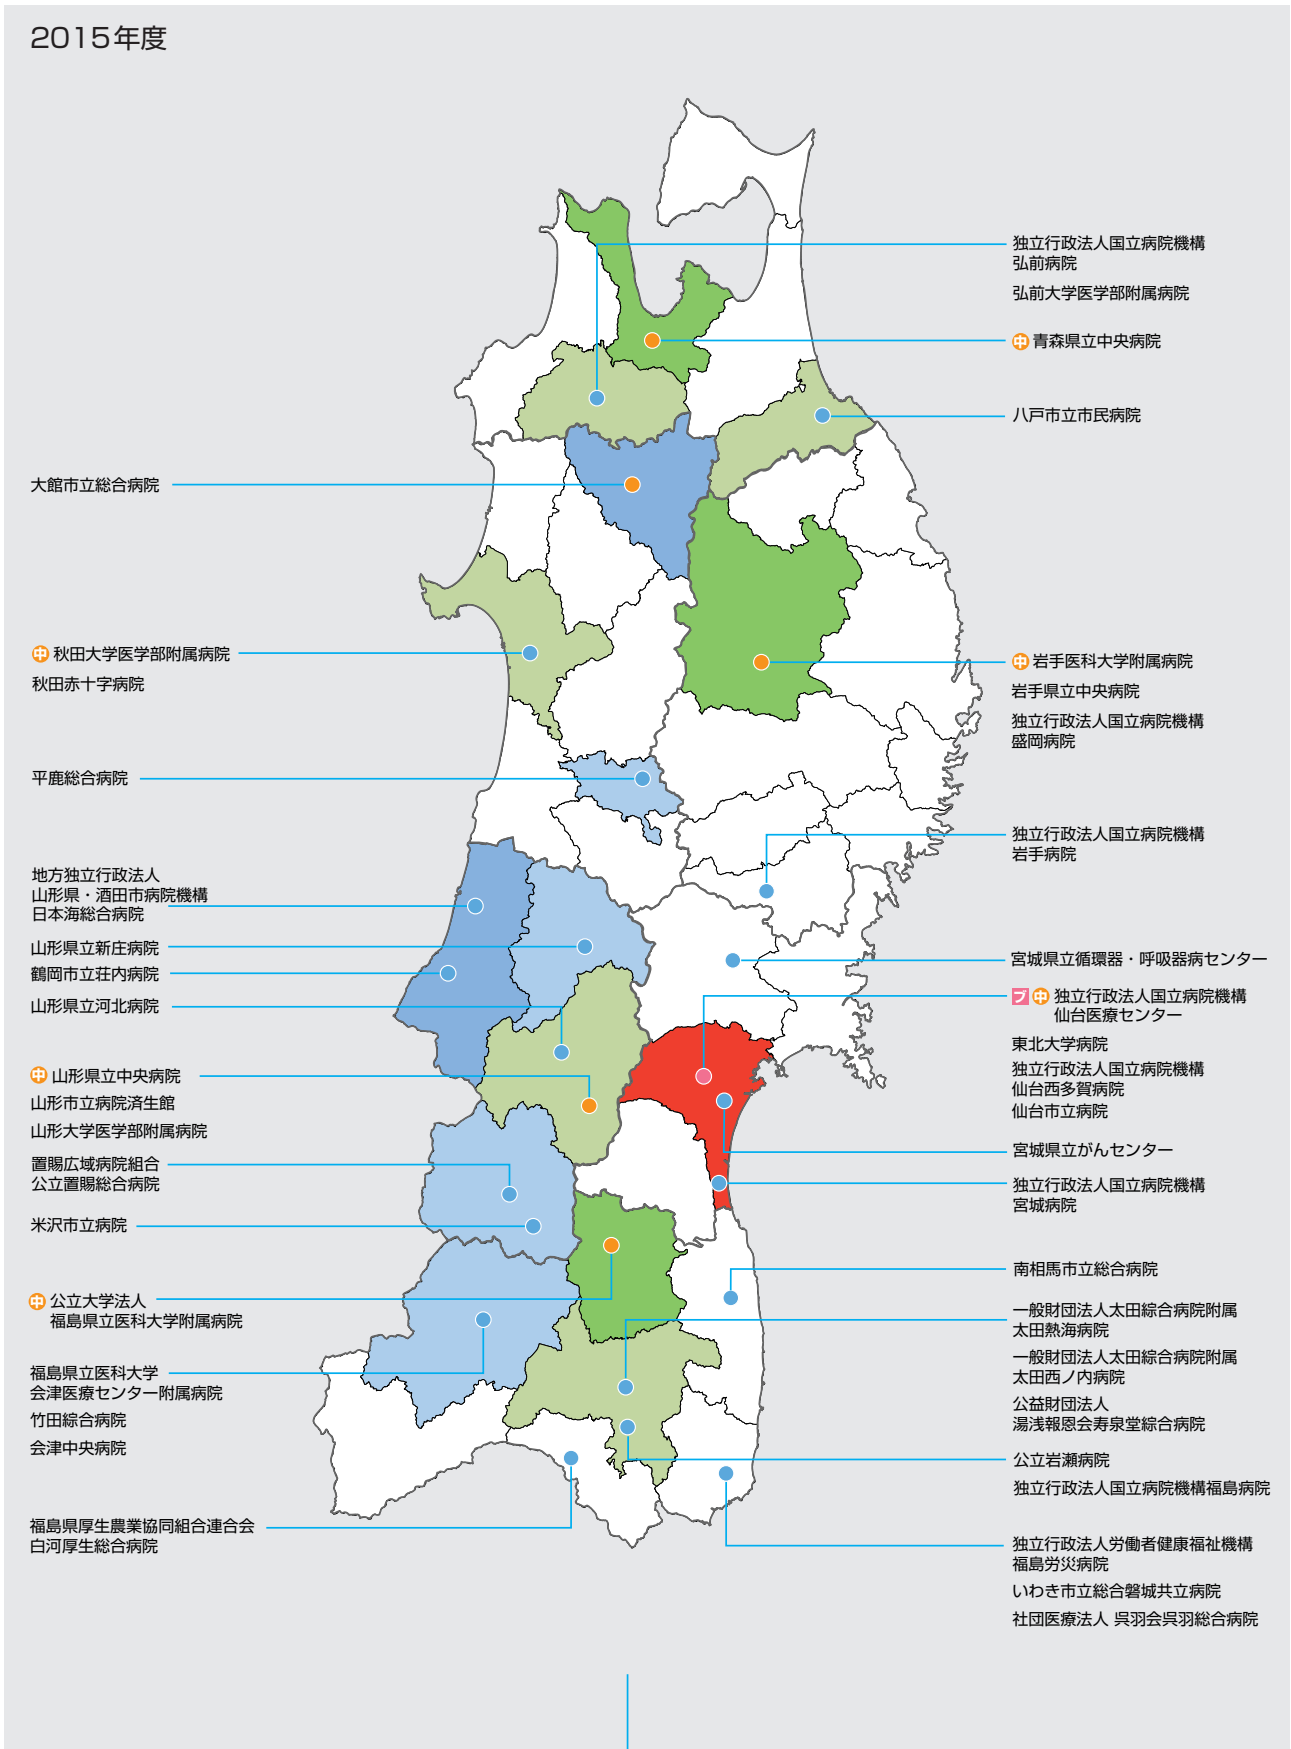 2015年度
独立行政法人国立病院機構
弘前病院
弘前大学医学部附属病院
中 青森県立中央病院
八戸市立市民病院
大館市立総合病院
中 秋田大学医学部附属病院
秋田赤十字病院
中 岩手医科大学附属病院
岩手県立中央病院
独立行政法人国立病院機構
盛岡病院
平鹿総合病院
独立行政法人国立病院機構
岩手病院
地方独立行政法人
山形県・酒田市病院機構
日本海総合病院
山形県立新庄病院
鶴岡市立荘内病院
山形県立河北病院
宮城県立循環器・呼吸器病センター
ブ 中 独立行政法人国立病院機構
仙台医療センター
東北大学病院
独立行政法人国立病院機構
仙台西多賀病院
仙台市立病院
中 山形県立中央病院
山形市立病院済生館
山形大学医学部附属病院
置賜広域病院組合
公立置賜総合病院
米沢市立病院
宮城県立がんセンター
独立行政法人国立病院機構
宮城病院
中 公立大学法人
福島県立医科大学附属病院
福島県立医科大学
会津医療センター附属病院
竹田綜合病院
会津中央病院
福島県厚生農業協同組合連合会
白河厚生総合病院
南相馬市立総合病院
一般財団法人太田綜合病院附属
太田熱海病院
一般財団法人太田綜合病院附属
太田西ノ内病院
公益財団法人
湯浅報恩会寿泉堂綜合病院
公立岩瀬病院
独立行政法人国立病院機構福島病院
独立行政法人労働者健康福祉機構
福島労災病院
いわき市立総合磐城共立病院
社団医療法人 呉羽会呉羽総合病院